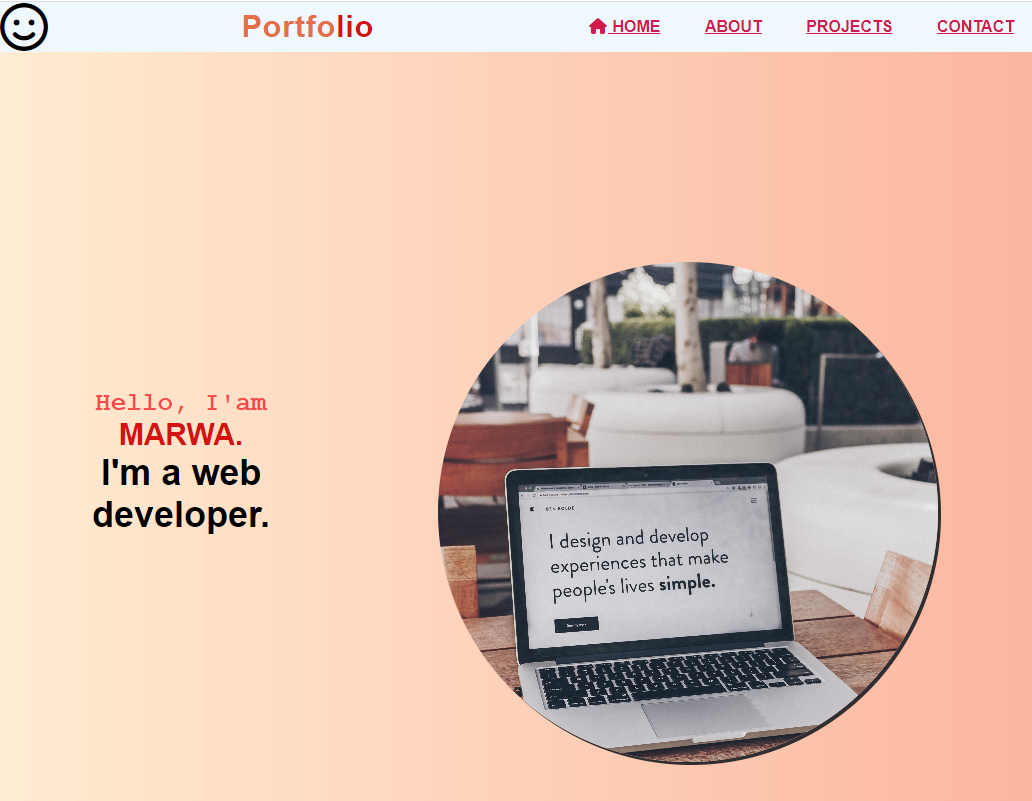 Portfolio
HOME
ABOUT
PROJECTS
CONTACT
Hello, I'am
MARWA.
I'm a web
developer.
I design and develop
experiences that make
people's lives simple.